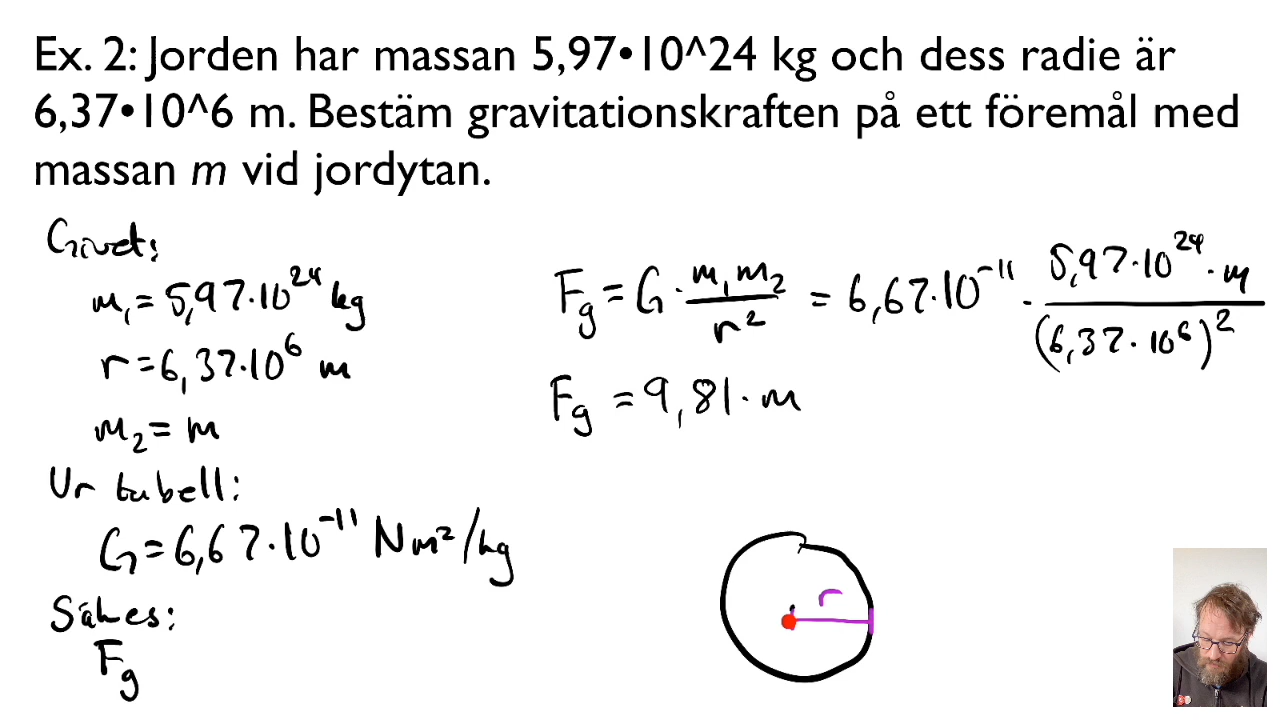 Ex. 2: Jorden har massan 5,97•10^24 kg och dess radie är
6,37•10^6 m. Bestäm gravitationskraften på ett föremål med
massan m vid jordytan.
Givet:
m₁ = 5,97·10²⁴ kg
r = 6,37·10⁶ m
m₂ = m
Ur tabell:
G = 6,67·10⁻¹¹ Nm²/kg
Sökes:
Fg
Fg = G · m₁m₂/r² = 6,67·10⁻¹¹ · 5,97·10²⁴·m/(6,37·10⁶)²
Fg = 9,81·m
r